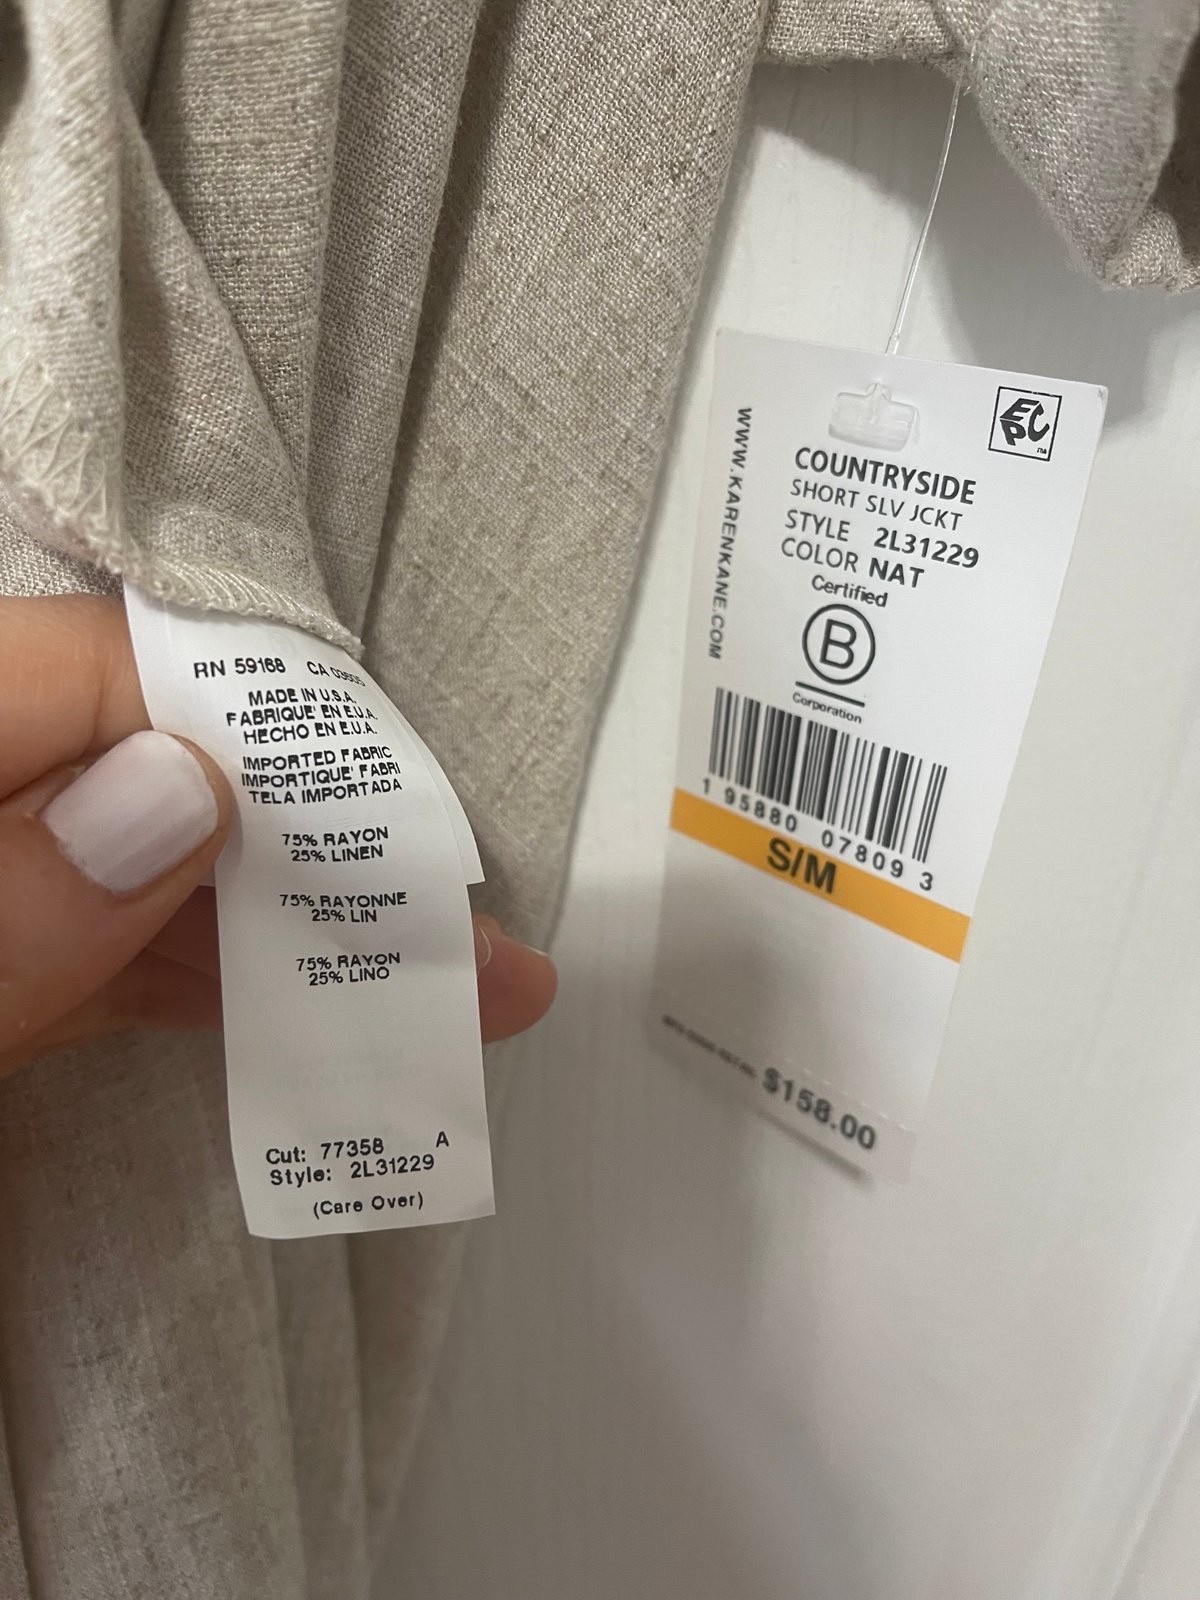 RN 59168 CA
MADE IN U.S.A.
FABRIQUE' EN E.U.A.
HECHO EN E.U.A.
IMPORTED FABRIC
IMPORTIQUE' FABRI
TELA IMPORTADA
75% RAYON
25% LINEN
75% RAYONNE
25% LIN
75% RAYON
25% LINO
Cut: 77358 A
Style: 2L31229
(Care Over)
WWW.KARENKANE.COM
EPC
COUNTRYSIDE
SHORT SLV JCKT
STYLE 2L31229
COLOR NAT
Certified
B
Corporation
1 95880 07809 3
S/M
$158.00